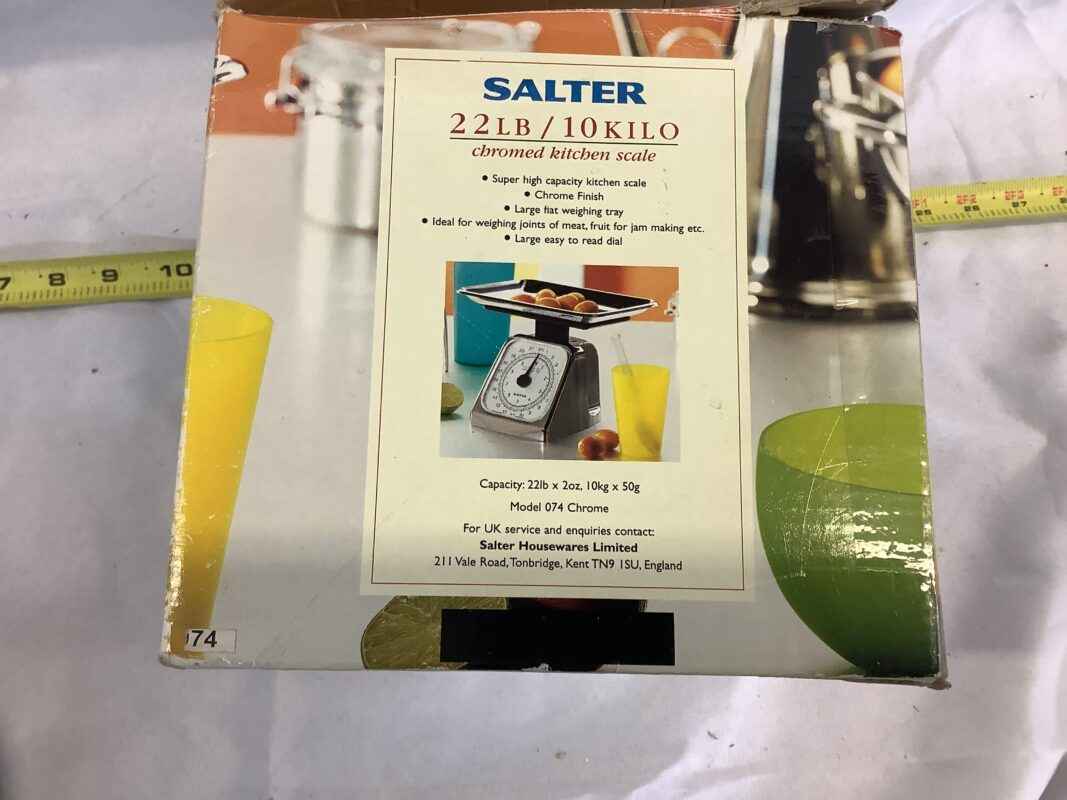 SALTER
22LB / 10KILO
chromed kitchen scale
• Super high capacity kitchen scale
• Chrome Finish
• Large flat weighing tray
• Ideal for weighing joints of meat, fruit for jam making etc.
• Large easy to read dial
Capacity: 22lb x 2oz, 10kg x 50g
Model 074 Chrome
For UK service and enquiries contact:
Salter Housewares Limited
211 Vale Road, Tonbridge, Kent TN9 1SU, England
074
7 8 9 10
25 26 27